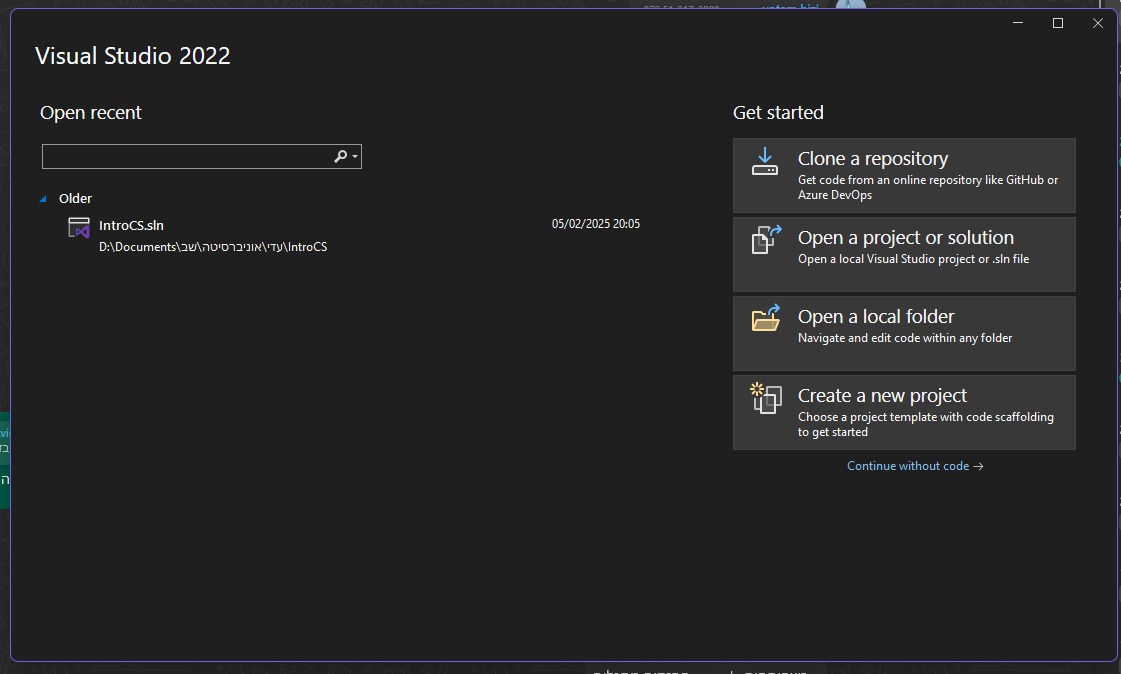 Visual Studio 2022
Open recent
Older
IntroCS.sln
05/02/2025 20:05
D:\Documents\עדי\אוניברסיטה\שב\IntroCS
Get started
Clone a repository
Get code from an online repository like GitHub or
Azure DevOps
Open a project or solution
Open a local Visual Studio project or .sln file
Open a local folder
Navigate and edit code within any folder
Create a new project
Choose a project template with code scaffolding
to get started
Continue without code →